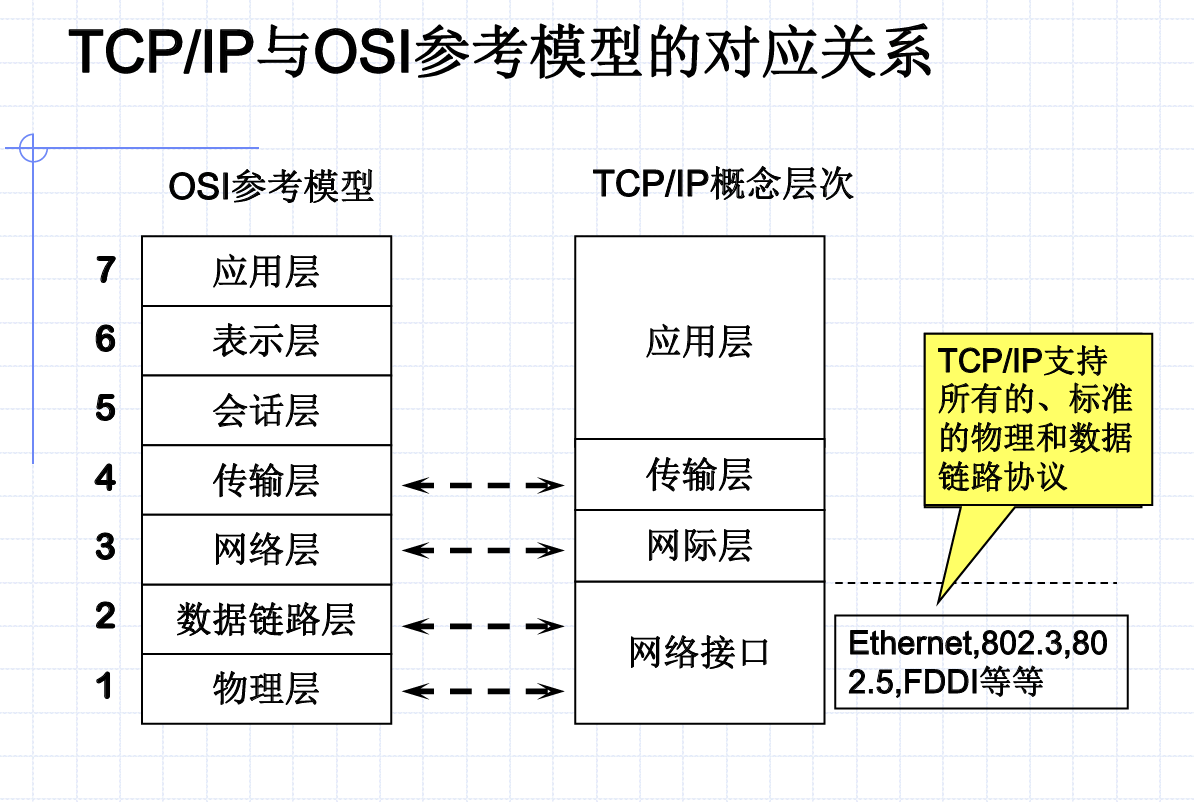 TCP/IP与OSI参考模型的对应关系
OSI参考模型
TCP/IP概念层次
7
应用层
6
表示层
5
会话层
4
传输层
3
网络层
2
数据链路层
1
物理层
应用层
传输层
网际层
网络接口
TCP/IP支持
所有的、标准
的物理和数据
链路协议
Ethernet,802.3,80
2.5,FDDI等等